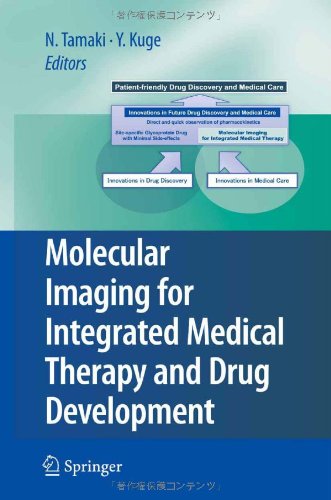 【著作権保護コンテンツ】
N. Tamaki · Y. Kuge
Editors
Patient-friendly Drug Discovery and Medical Care
Innovations in Future Drug Discovery and Medical Care
Direct and quick observation of pharmacokinetics
Site-specific Glycoprotein Drug
with Minimal Side-effects
Molecular Imaging
for Integrated Medical Therapy
Innovations in Drug Discovery
Innovations in Medical Care
Molecular
Imaging for
Integrated Medical
Therapy and Drug
Development
Springer
【著作権保護コンテンツ】